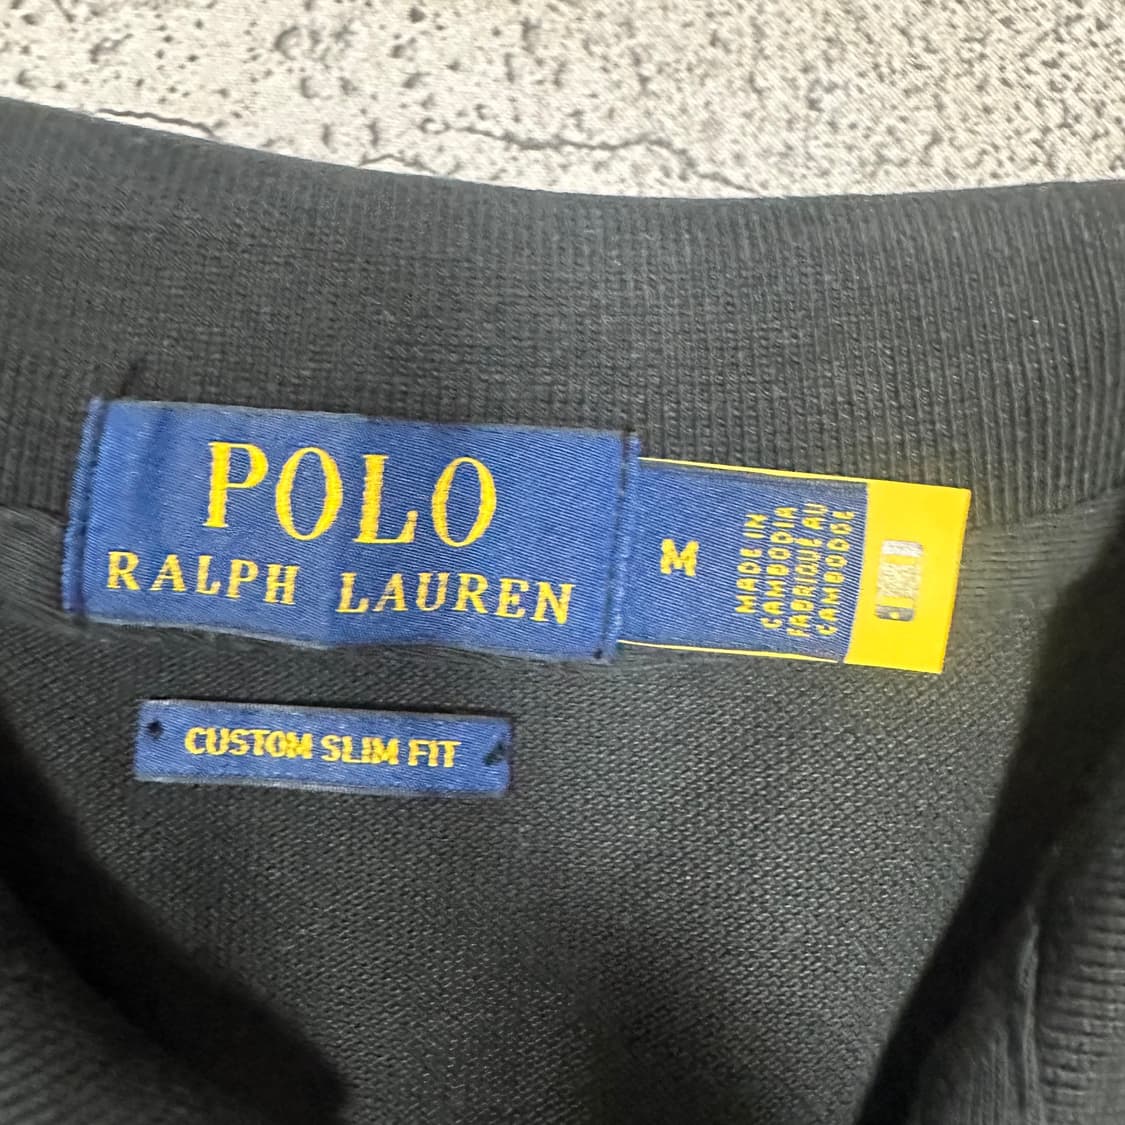 POLO
RALPH LAUREN
M
MADE IN
CAMBODIA
FABRIQUÉ AU
CAMBODGE
CUSTOM SLIM FIT